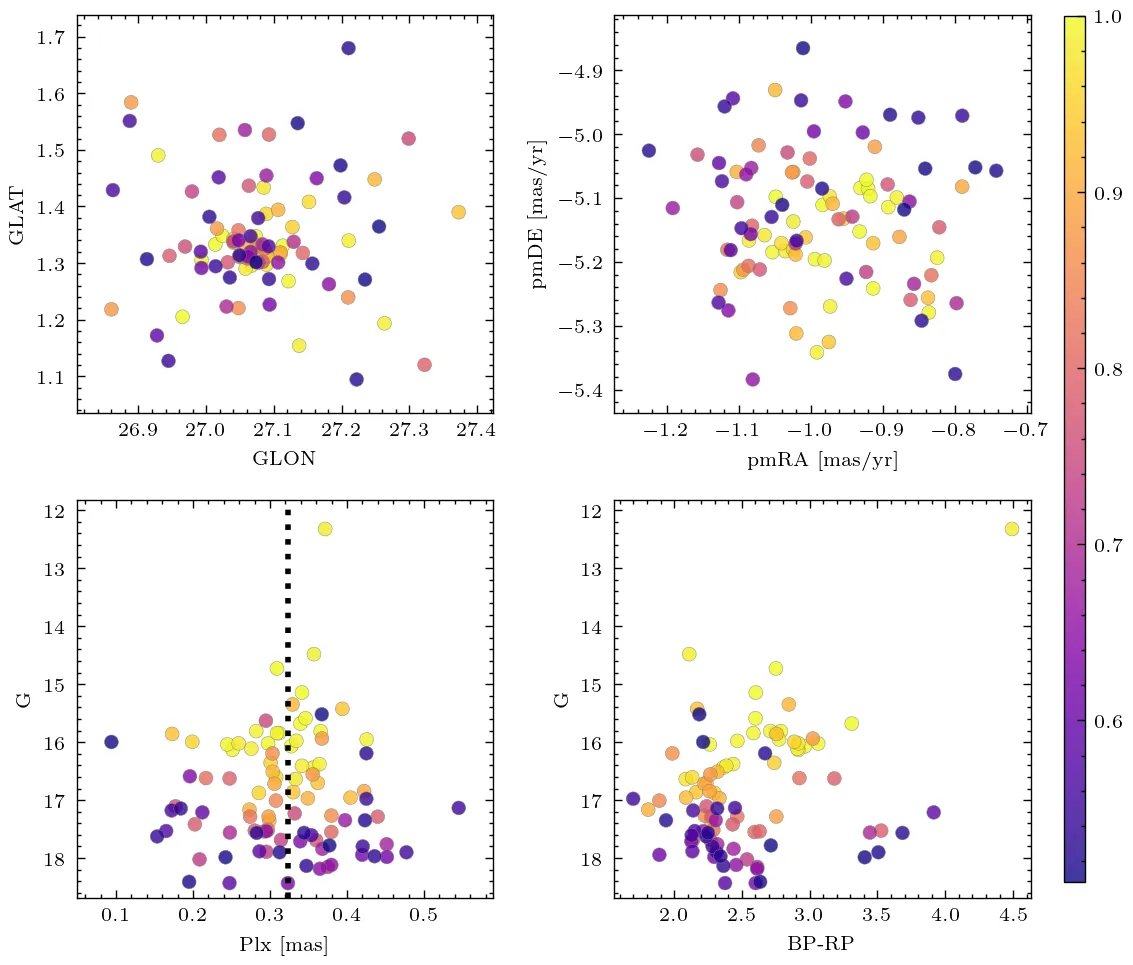 1.7
1.6
1.5
1.4
1.3
1.2
1.1
GLAT
26.9 27.0 27.1 27.2 27.3 27.4
GLON
−4.9
−5.0
−5.1
−5.2
−5.3
−5.4
pmDE [mas/yr]
−1.2 −1.1 −1.0 −0.9 −0.8 −0.7
pmRA [mas/yr]
1.0
0.9
0.8
0.7
0.6
12
13
14
15
16
17
18
G
0.1 0.2 0.3 0.4 0.5
Plx [mas]
12
13
14
15
16
17
18
G
2.0 2.5 3.0 3.5 4.0 4.5
BP-RP